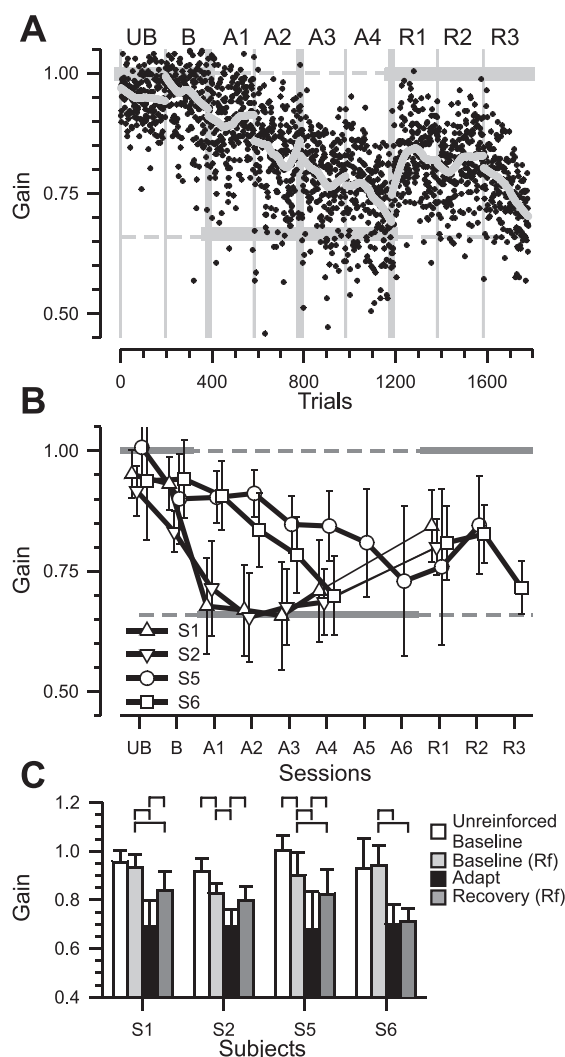 A
UB B A1 A2 A3 A4 R1 R2 R3
1.00
0.75
0.50
Gain
0 400 800 1200 1600
Trials
B
1.00
0.75
0.50
Gain
S1
S2
S5
S6
UB B A1 A2 A3 A4 A5 A6 R1 R2 R3
Sessions
C
1.2
1.0
0.8
0.6
0.4
Gain
Unreinforced
Baseline
Baseline (Rf)
Adapt
Recovery (Rf)
S1 S2 S5 S6
Subjects